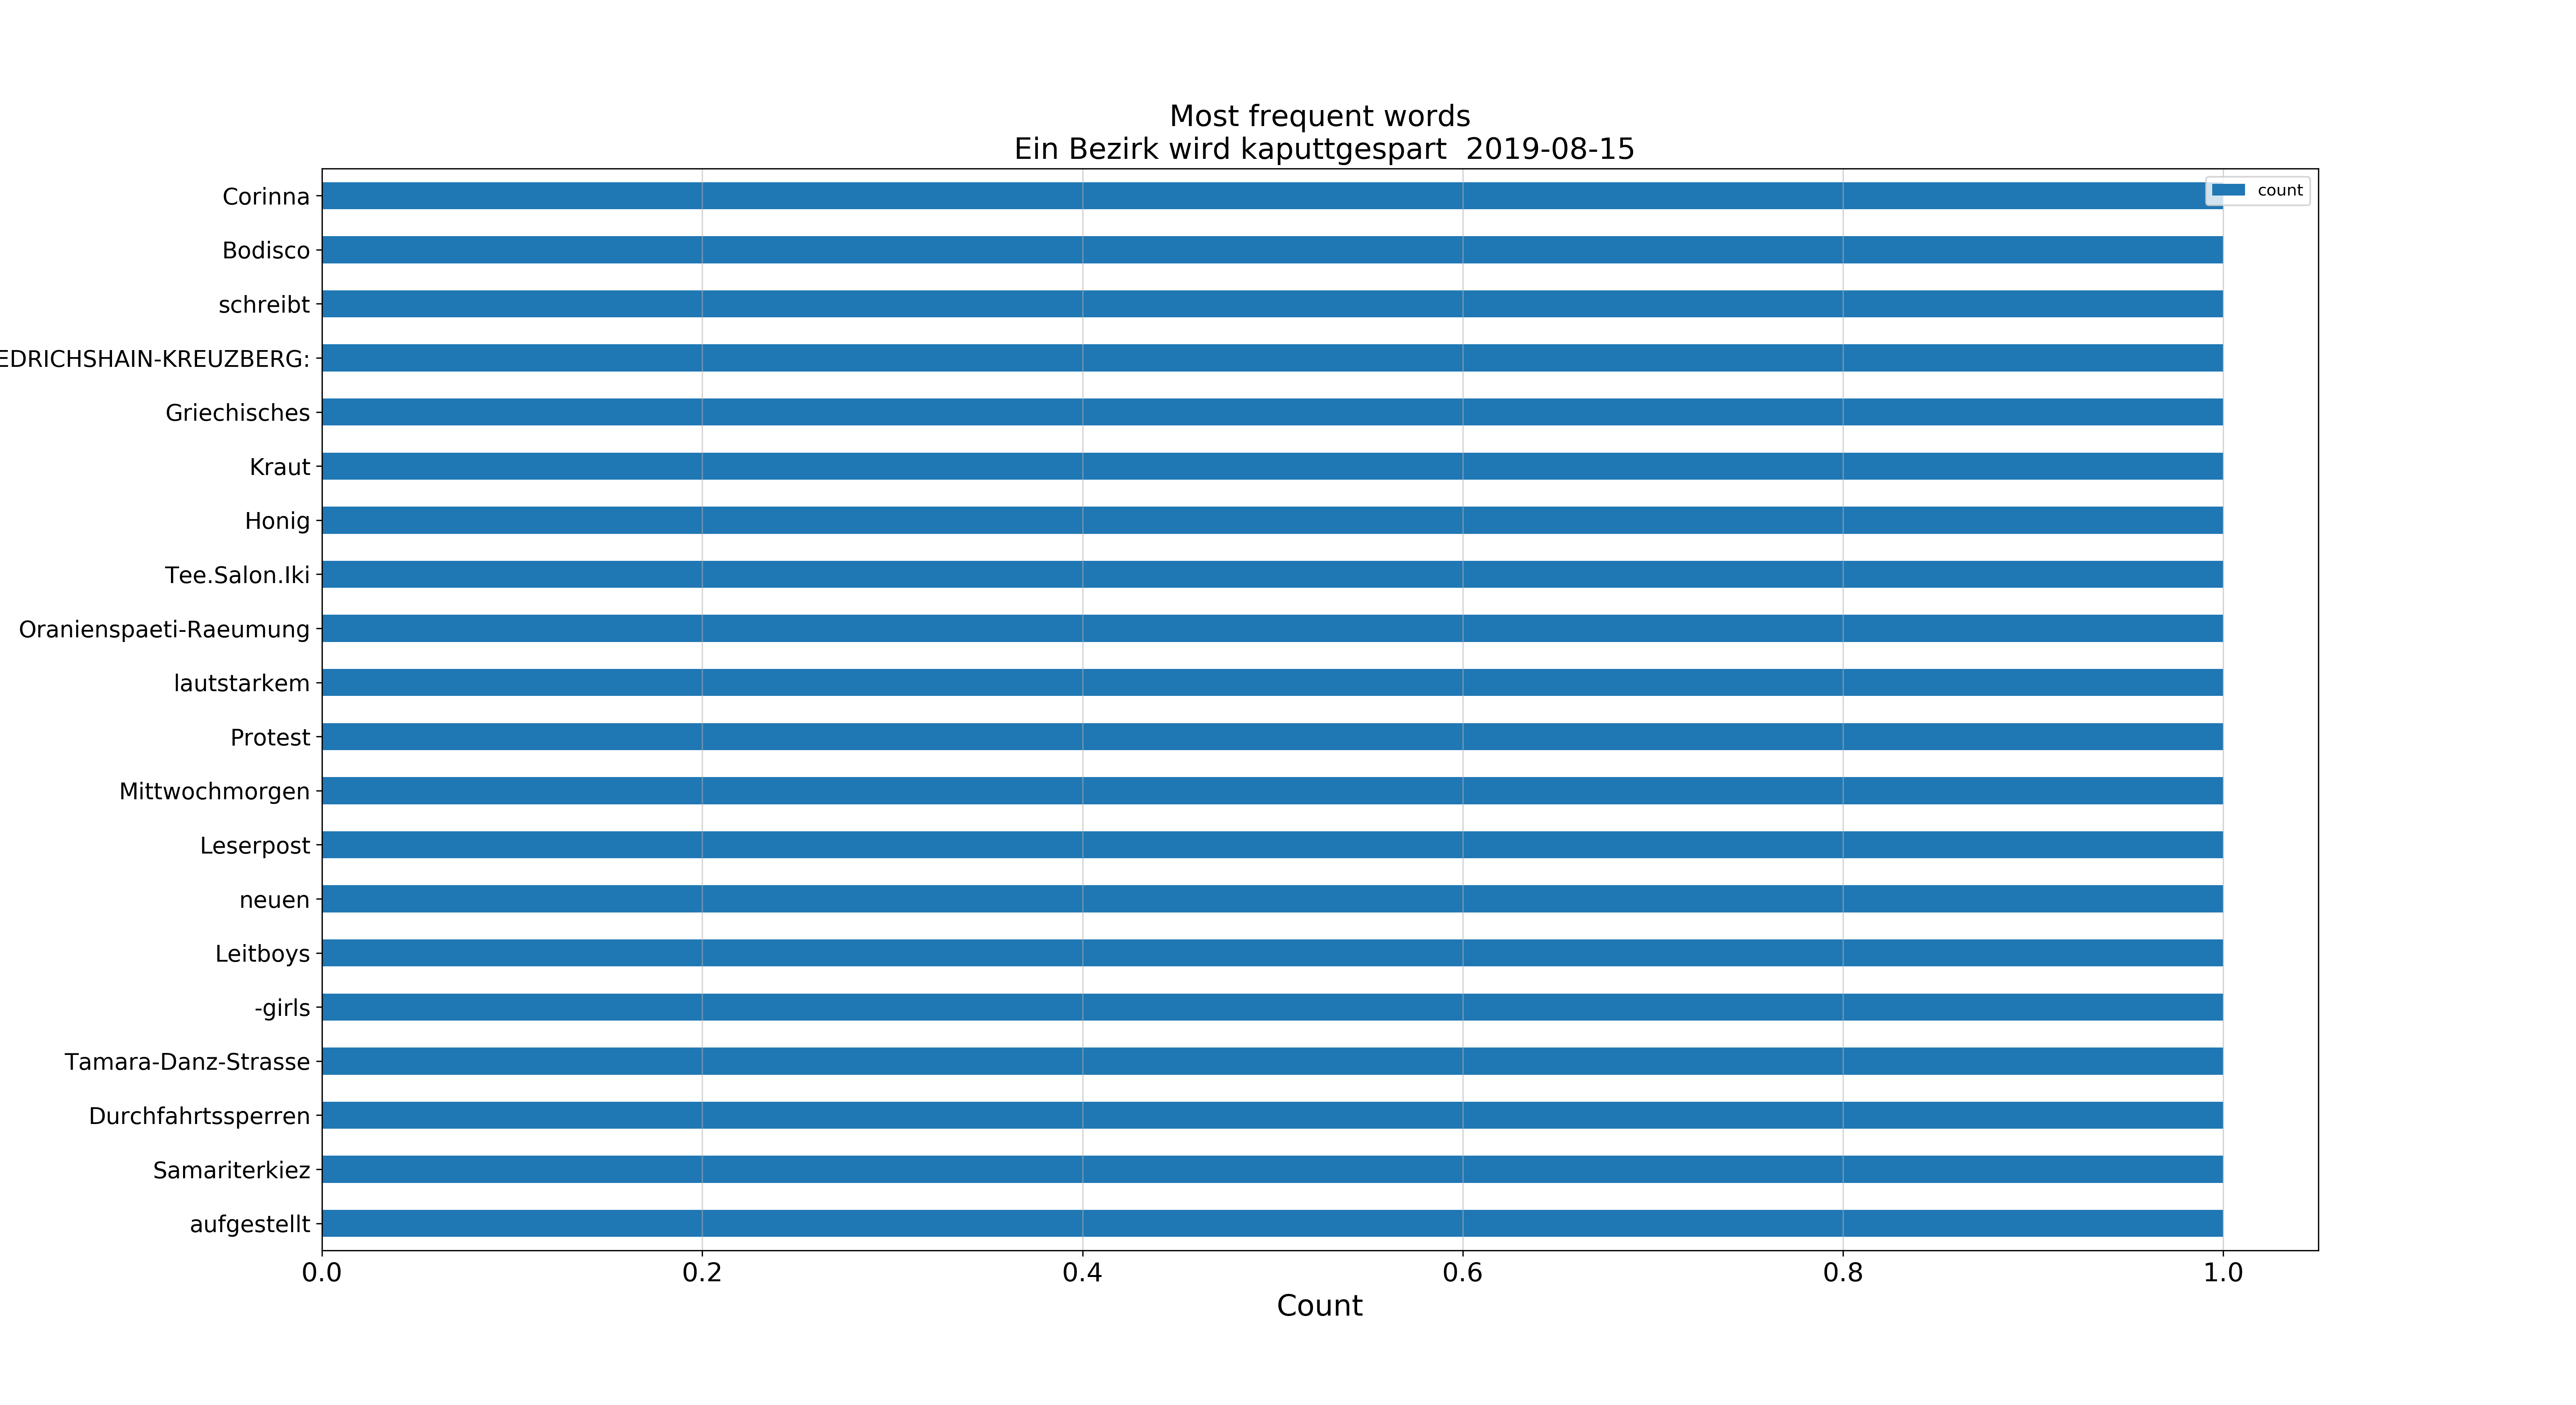 Most frequent words
Ein Bezirk wird kaputtgespart  2019-08-15
count
Corinna
Bodisco
schreibt
EDRICHSHAIN-KREUZBERG:
Griechisches
Kraut
Honig
Tee.Salon.Iki
Oranienspaeti-Raeumung
lautstarkem
Protest
Mittwochmorgen
Leserpost
neuen
Leitboys
-girls
Tamara-Danz-Strasse
Durchfahrtssperren
Samariterkiez
aufgestellt
0.0 0.2 0.4 0.6 0.8 1.0
Count